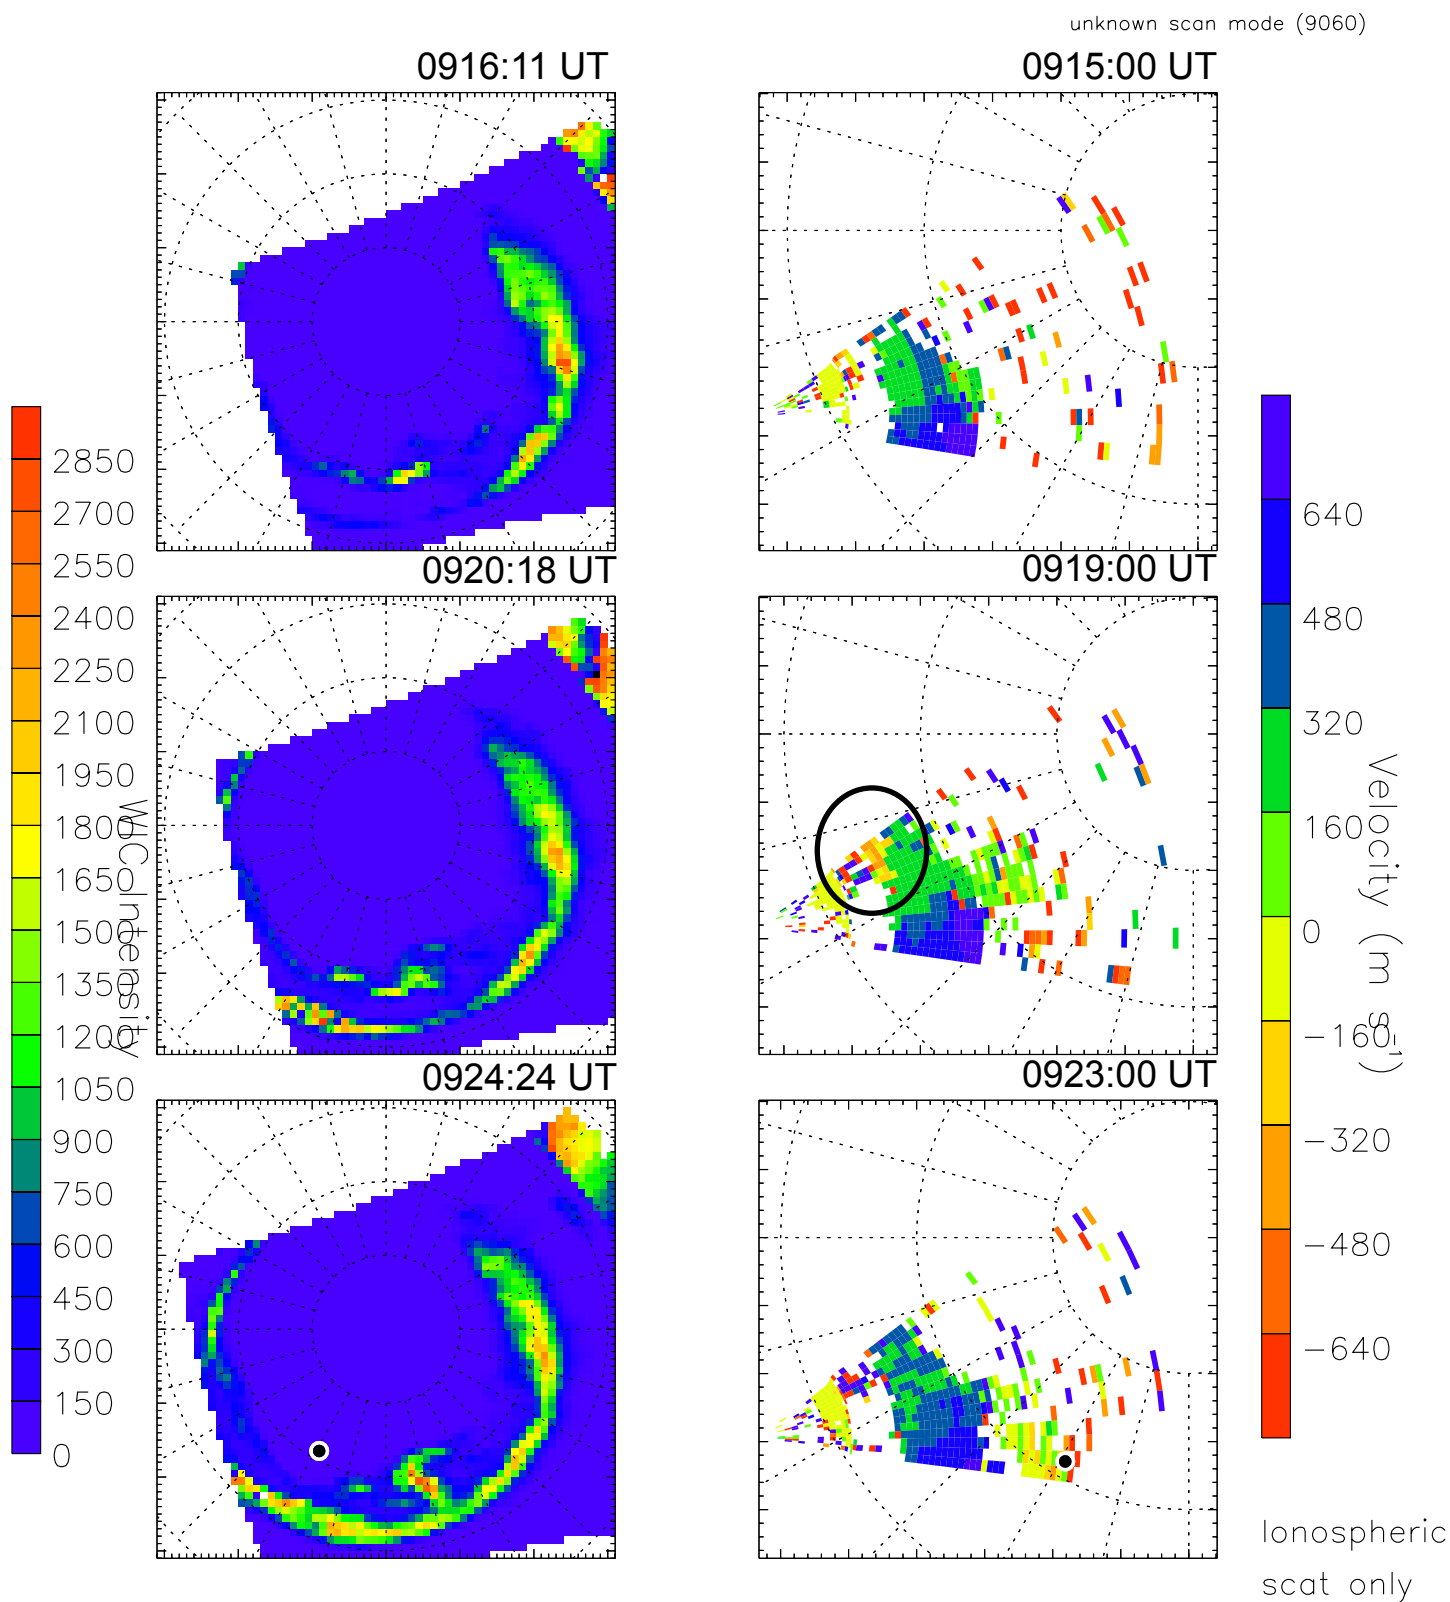 unknown scan mode (9060)
0916:11 UT
0915:00 UT
0920:18 UT
0919:00 UT
0924:24 UT
0923:00 UT
2850
2700
2550
2400
2250
2100
1950
1800
1650
1500
1350
1200
1050
900
750
600
450
300
150
0
WIC Intensity
640
480
320
160
0
−160
−320
−480
−640
Velocity (m s⁻¹)
Ionospheric
scat only